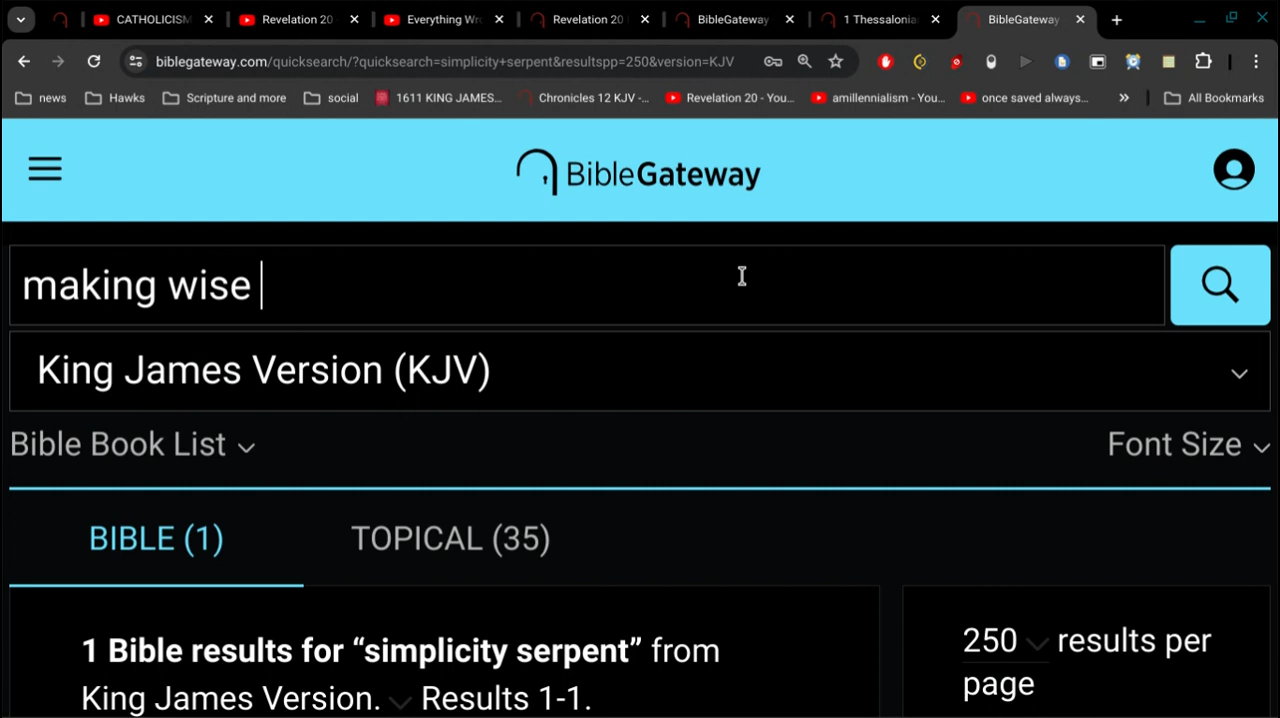 CATHOLICISM
Revelation 20
Everything Wr
Revelation 20
BibleGateway
1 Thessalonia
BibleGateway
biblegateway.com/quicksearch/?quicksearch=simplicity+serpent&resultspp=250&version=KJV
news
Hawks
Scripture and more
social
1611 KING JAMES...
Chronicles 12 KJV -...
Revelation 20 - You...
amillennialism - You...
once saved always...
All Bookmarks
BibleGateway
making wise
King James Version (KJV)
Bible Book List
Font Size
BIBLE (1)
TOPICAL (35)
1 Bible results for “simplicity serpent” from
King James Version. Results 1-1.
250 results per
page